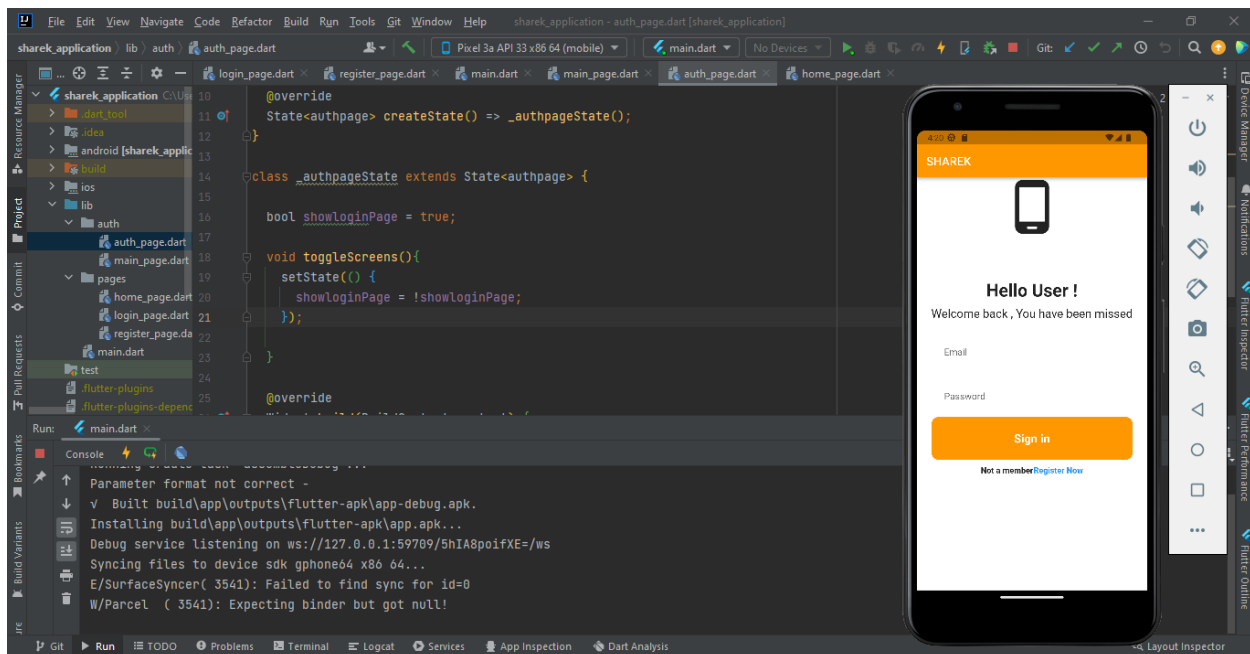 File Edit View Navigate Code Refactor Build Run Tools Git Window Help sharek_application - auth_page.dart [sharek_application]
sharek_application lib auth auth_page.dart Pixel 3a API 33 x86 64 (mobile) main.dart No Devices Git:
login_page.dart register_page.dart main.dart main_page.dart auth_page.dart home_page.dart
Resource Manager
Project
Commit
Pull Requests
Bookmarks
Build Variants
sharek_application C:\Us
.dart_tool
.idea
android [sharek_applic
build
ios
lib
auth
auth_page.dart
main_page.dart
pages
home_page.dart
login_page.dart
register_page.da
main.dart
test
.flutter-plugins
.flutter-plugins-depenc
10 @override
11 State<authpage> createState() => _authpageState();
12 }
13
14 class _authpageState extends State<authpage> {
15
16 bool showloginPage = true;
17
18 void toggleScreens(){
19 setState(() {
20 showloginPage = !showloginPage;
21 });
22
23 }
24
25 @override
2
4:20
SHAREK
Hello User !
Welcome back , You have been missed
Email
Password
Sign in
Not a memberRegister Now
Device Manager
Notifications
Flutter Inspector
Flutter Performance
Flutter Outline
Run: main.dart
Console
Parameter format not correct -
√ Built build\app\outputs\flutter-apk\app-debug.apk.
Installing build\app\outputs\flutter-apk\app.apk...
Debug service listening on ws://127.0.0.1:59709/5hIA8poifXE=/ws
Syncing files to device sdk gphone64 x86 64...
E/SurfaceSyncer( 3541): Failed to find sync for id=0
W/Parcel ( 3541): Expecting binder but got null!
Git Run TODO Problems Terminal Logcat Services App Inspection Dart Analysis Layout Inspector